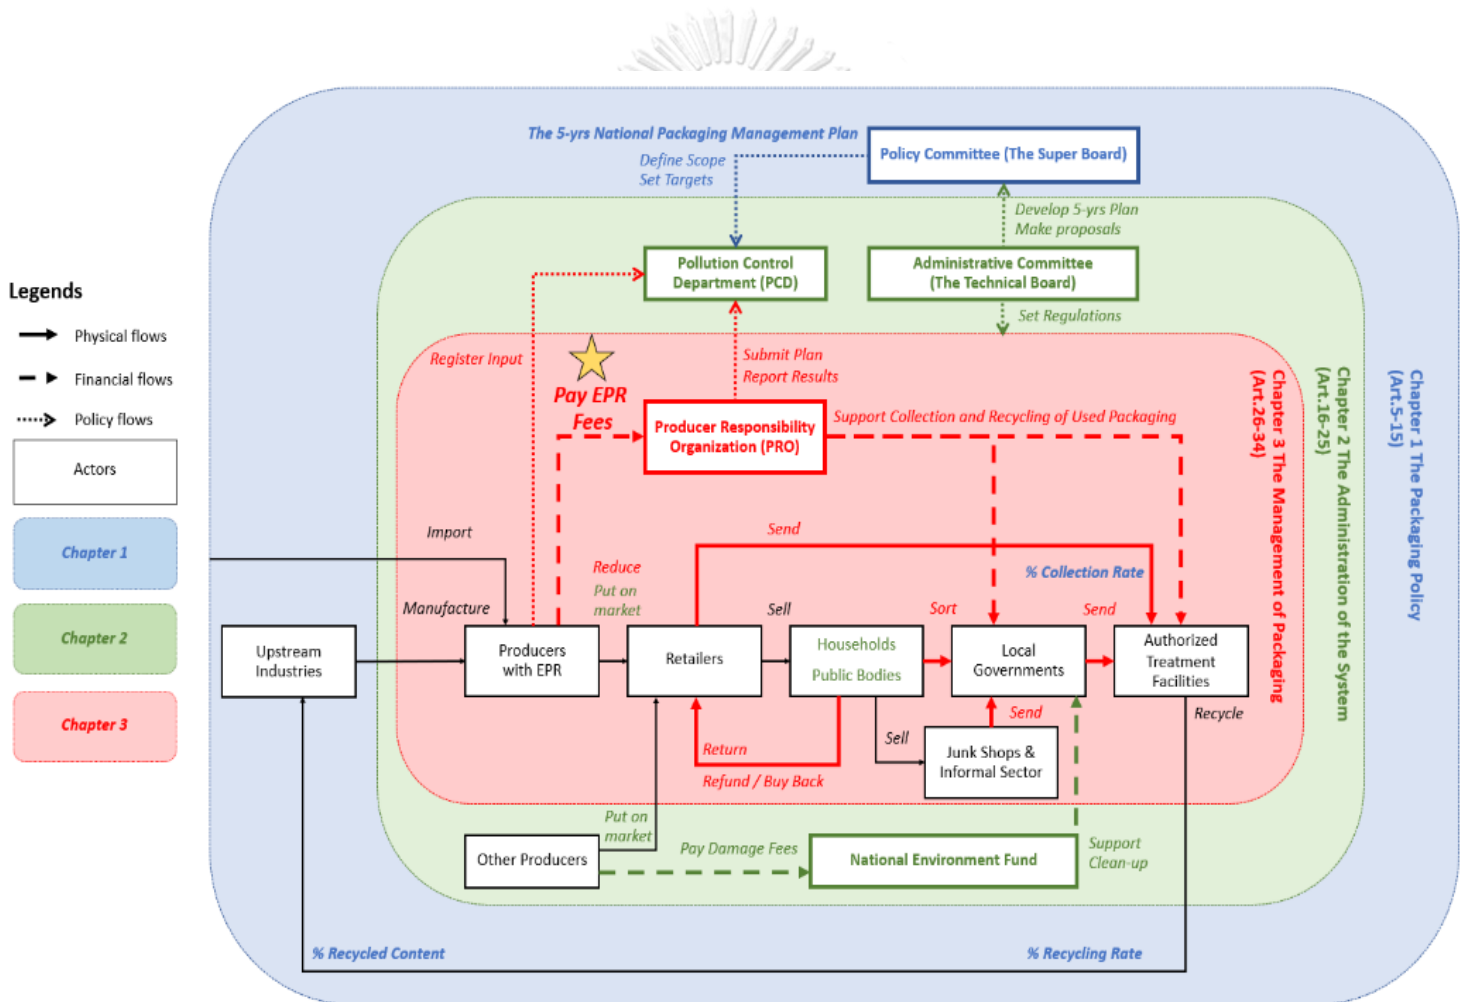 The 5-yrs National Packaging Management Plan
Define Scope
Set Targets
Policy Committee (The Super Board)
Develop 5-yrs Plan
Make proposals
Pollution Control
Department (PCD)
Administrative Committee
(The Technical Board)
Set Regulations
Legends
Physical flows
Financial flows
Policy flows
Actors
Chapter 1
Chapter 2
Chapter 3
Register Input
Pay EPR
Fees
Submit Plan
Report Results
Producer Responsibility
Organization (PRO)
Support Collection and Recycling of Used Packaging
Chapter 3 The Management of Packaging
(Art.26-34)
Chapter 2 The Administration of the System
(Art.16-25)
Chapter 1 The Packaging Policy
(Art.5-15)
Import
Manufacture
Reduce
Put on
market
Send
Sell
% Collection Rate
Sort
Send
Upstream
Industries
Producers
with EPR
Retailers
Households
Public Bodies
Local
Governments
Authorized
Treatment
Facilities
Return
Refund / Buy Back
Sell
Send
Recycle
Junk Shops &
Informal Sector
Put on
market
Other Producers
Pay Damage Fees
National Environment Fund
Support
Clean-up
% Recycled Content
% Recycling Rate